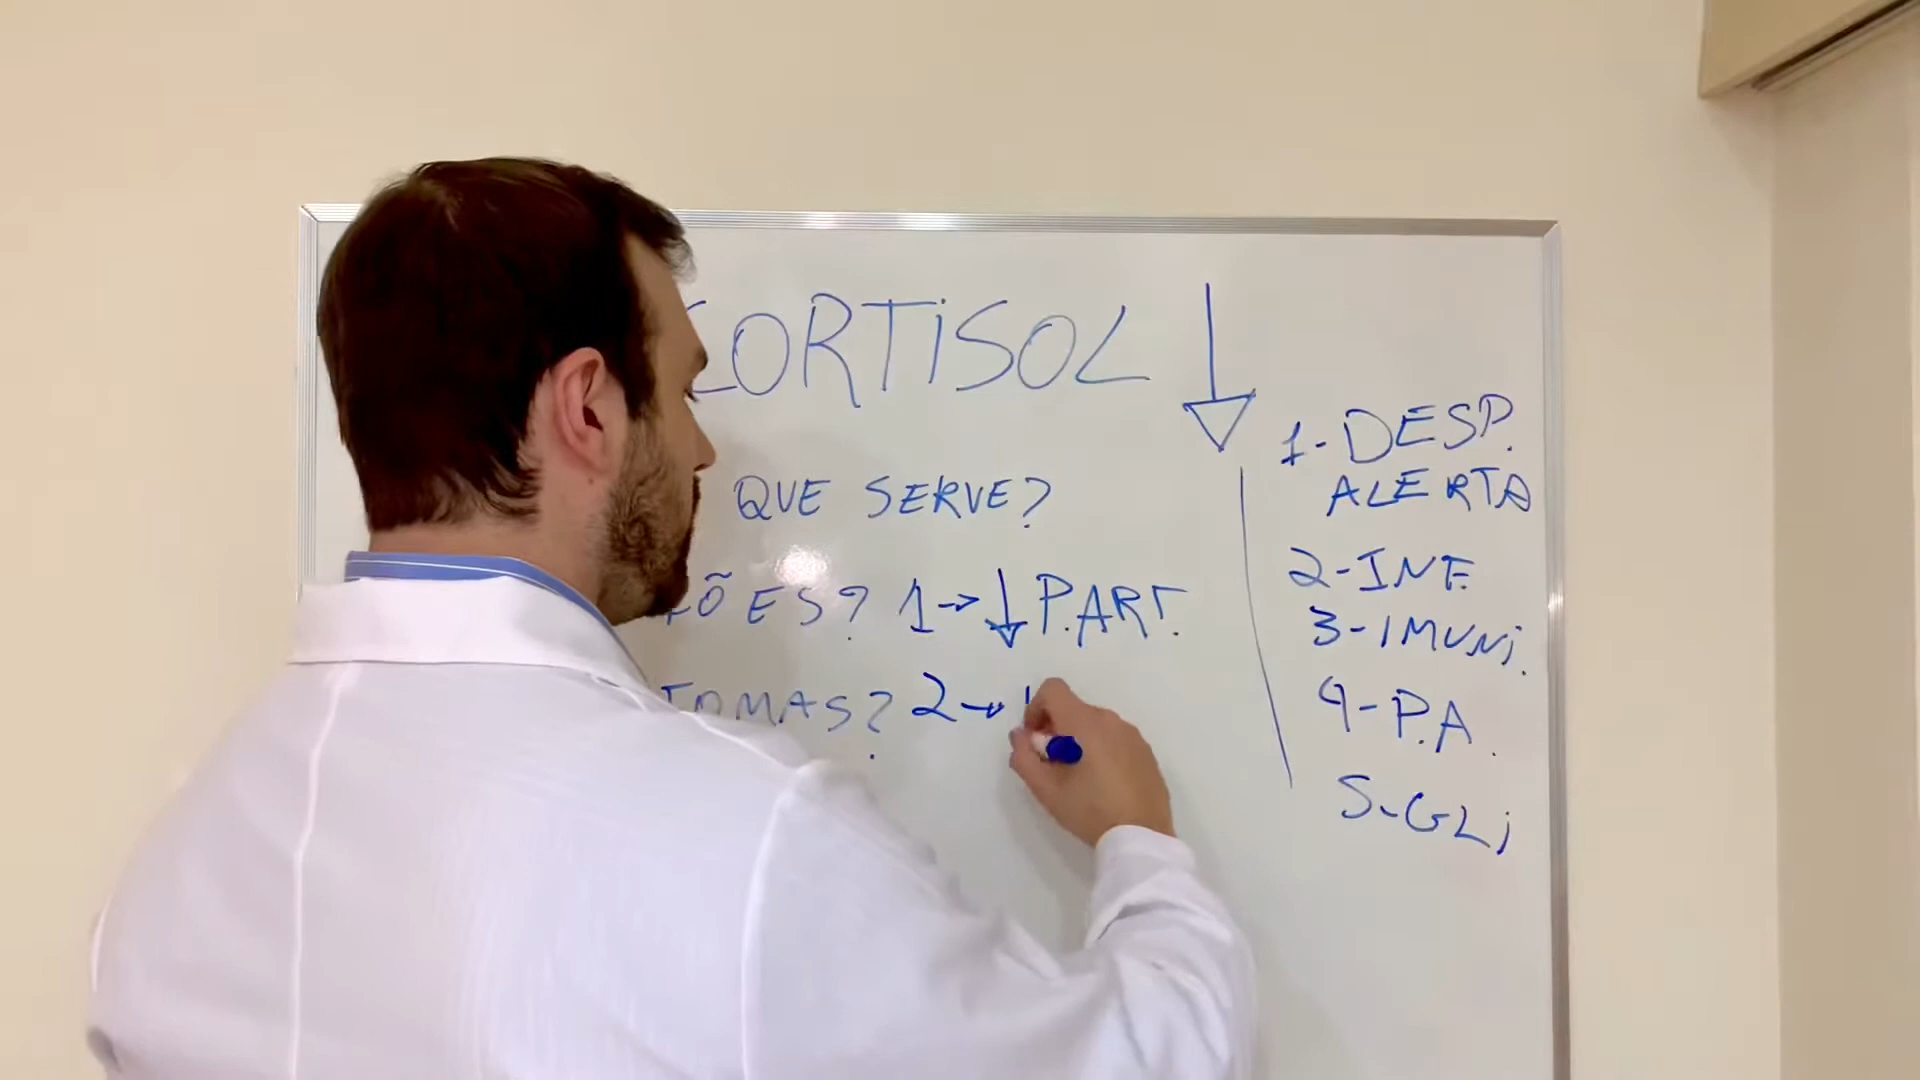 CORTISOL ↓
QUE SERVE?
ÕES? 1→↓ P.ART.
TOMAS? 2→
1-DESP.
ALERTA
2-INF.
3-IMUNi.
4-P.A.
5-GLi